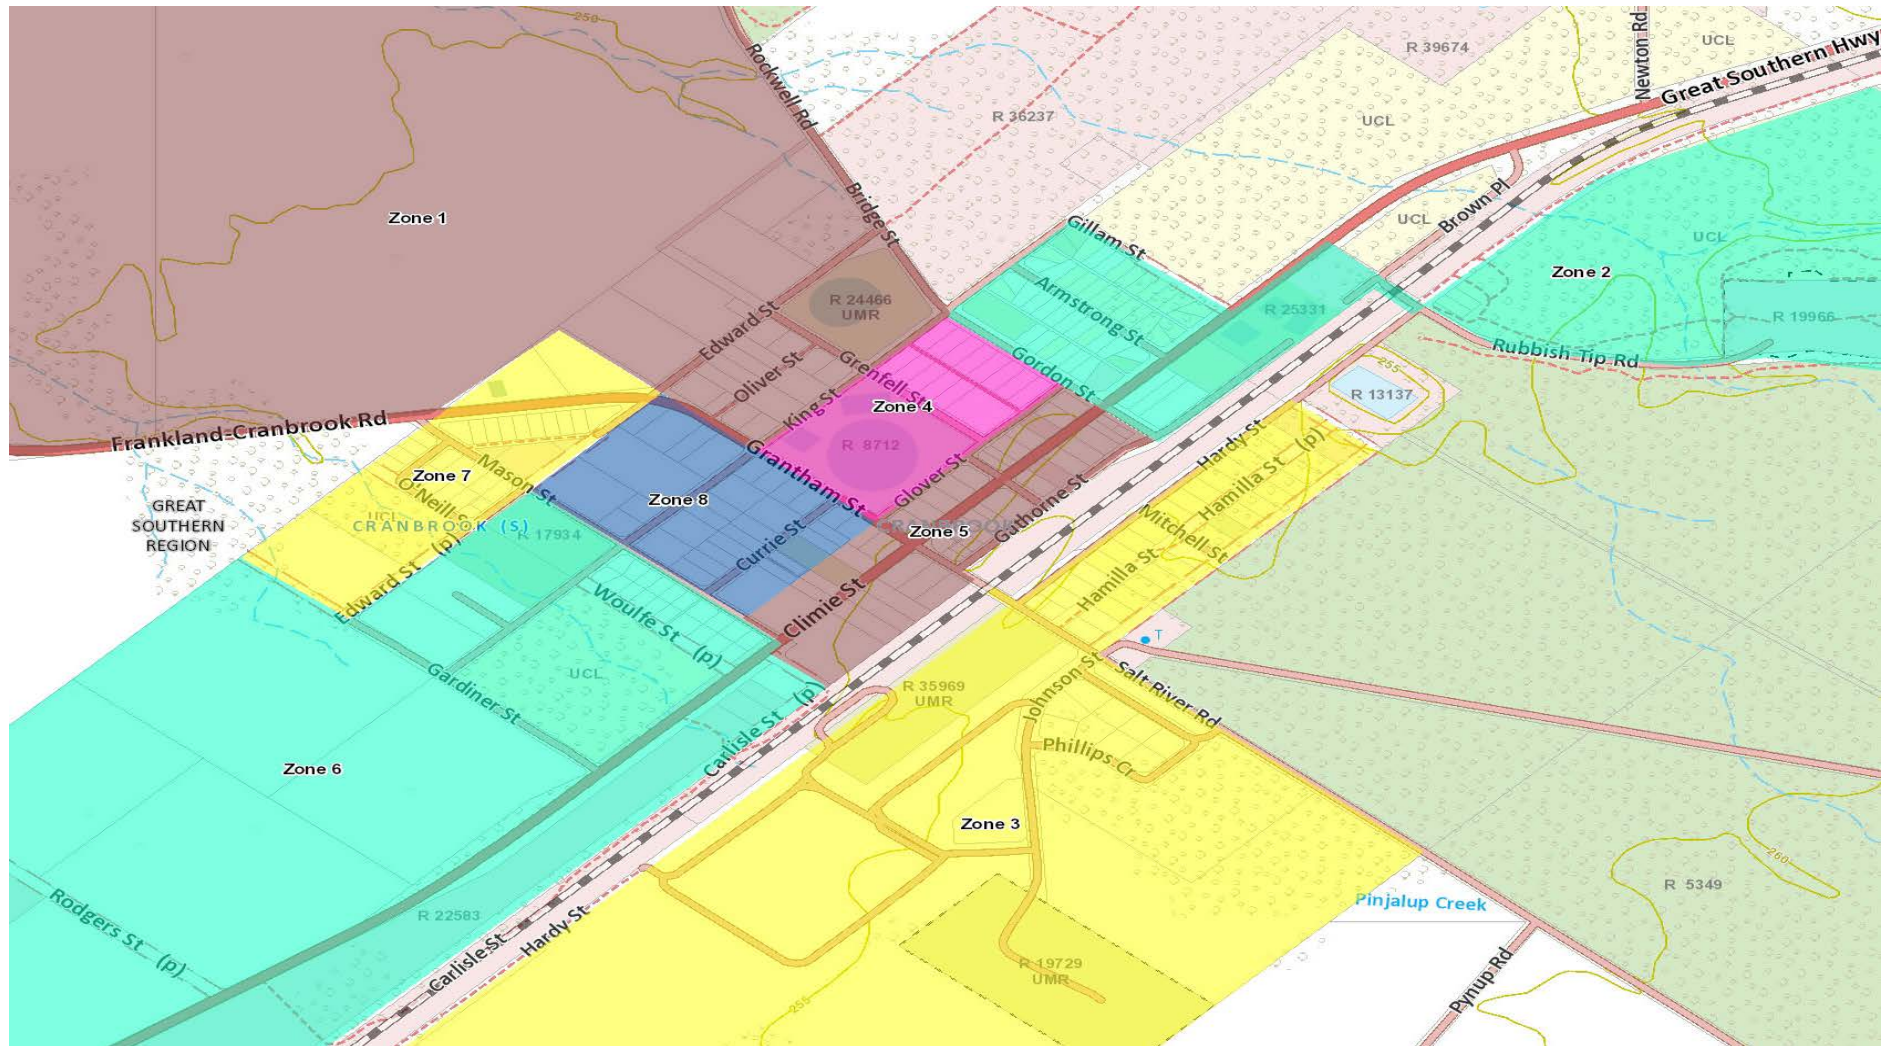 250
Rockwell Rd
R 39674
Newton Rd
UCL
Great Southern Hwy
R 36237
UCL
Zone 1
Bridge St
Gillam St
UCL
Brown Pl
UCL
Zone 2
R 24466
UMR
Armstrong St
R 25331
R 19966
Edward St
Oliver St
Grenfell St
Gordon St
Rubbish Tip Rd
255
R 13137
King St
Zone 4
Frankland-Cranbrook Rd
R 8712
Grantham St
Glover St
Hardy St
Hamilla St (p)
Mason St
Zone 7
O'Neill St
Zone 8
GREAT
SOUTHERN
REGION
UCL
CRANBROOK (S)
R 17934
Currie St
CRANBROOK
Zone 5
Gathorne St
Mitchell St
Hamilla St
Edward St (p)
Woulfe St (p)
Climie St
T
UCL
Gardiner St
Carlisle St (p)
R 35969
UMR
Johnson St
Salt River Rd
Phillips Cr
Zone 6
Zone 3
260
R 5349
Pinjalup Creek
Rodgers St (p)
R 22583
Carlisle St
Hardy St
R 19729
UMR
255
Pynup Rd